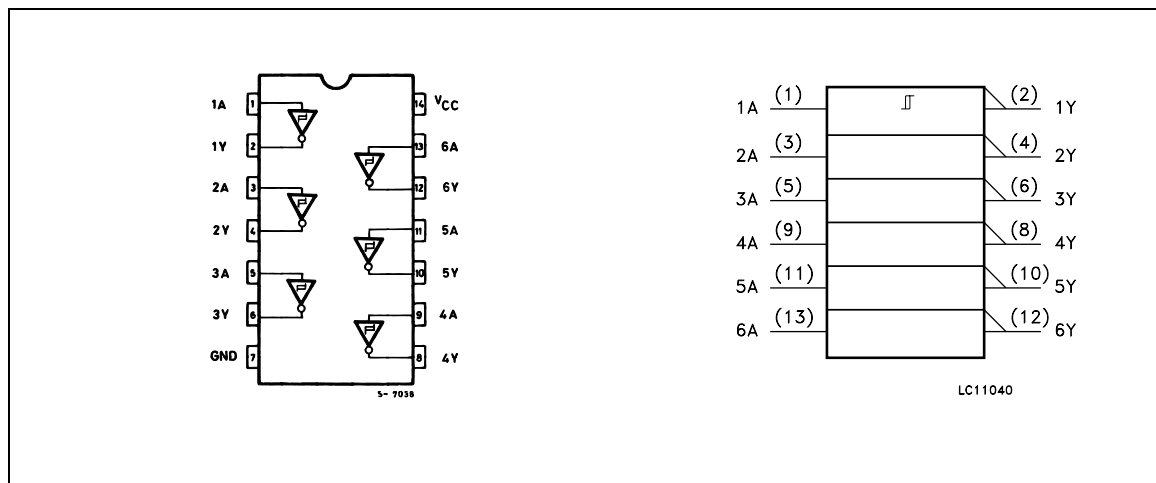 1A 1 14 VCC
1Y 2 13 6A
2A 3 12 6Y
2Y 4 11 5A
3A 5 10 5Y
3Y 6 9 4A
GND 7 8 4Y
S- 7038
1A (1) (2) 1Y
2A (3) (4) 2Y
3A (5) (6) 3Y
4A (9) (8) 4Y
5A (11) (10) 5Y
6A (13) (12) 6Y
LC11040